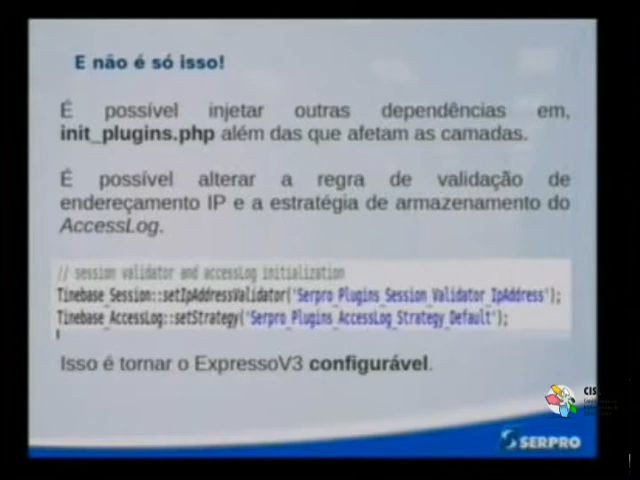 E não é só isso!
É possível injetar outras dependências em,
init_plugins.php além das que afetam as camadas.
É possível alterar a regra de validação de
endereçamento IP e a estratégia de armazenamento do
AccessLog.
// session validator and accessLog initialization
Tinebase_Session::setIpAddressValidator('Serpro_Plugins_Session_Validator_IpAddress');
Tinebase_AccessLog::setStrategy('Serpro_Plugins_AccessLog_Strategy_Default');
Isso é tornar o ExpressoV3 configurável.
CIS
SERPRO